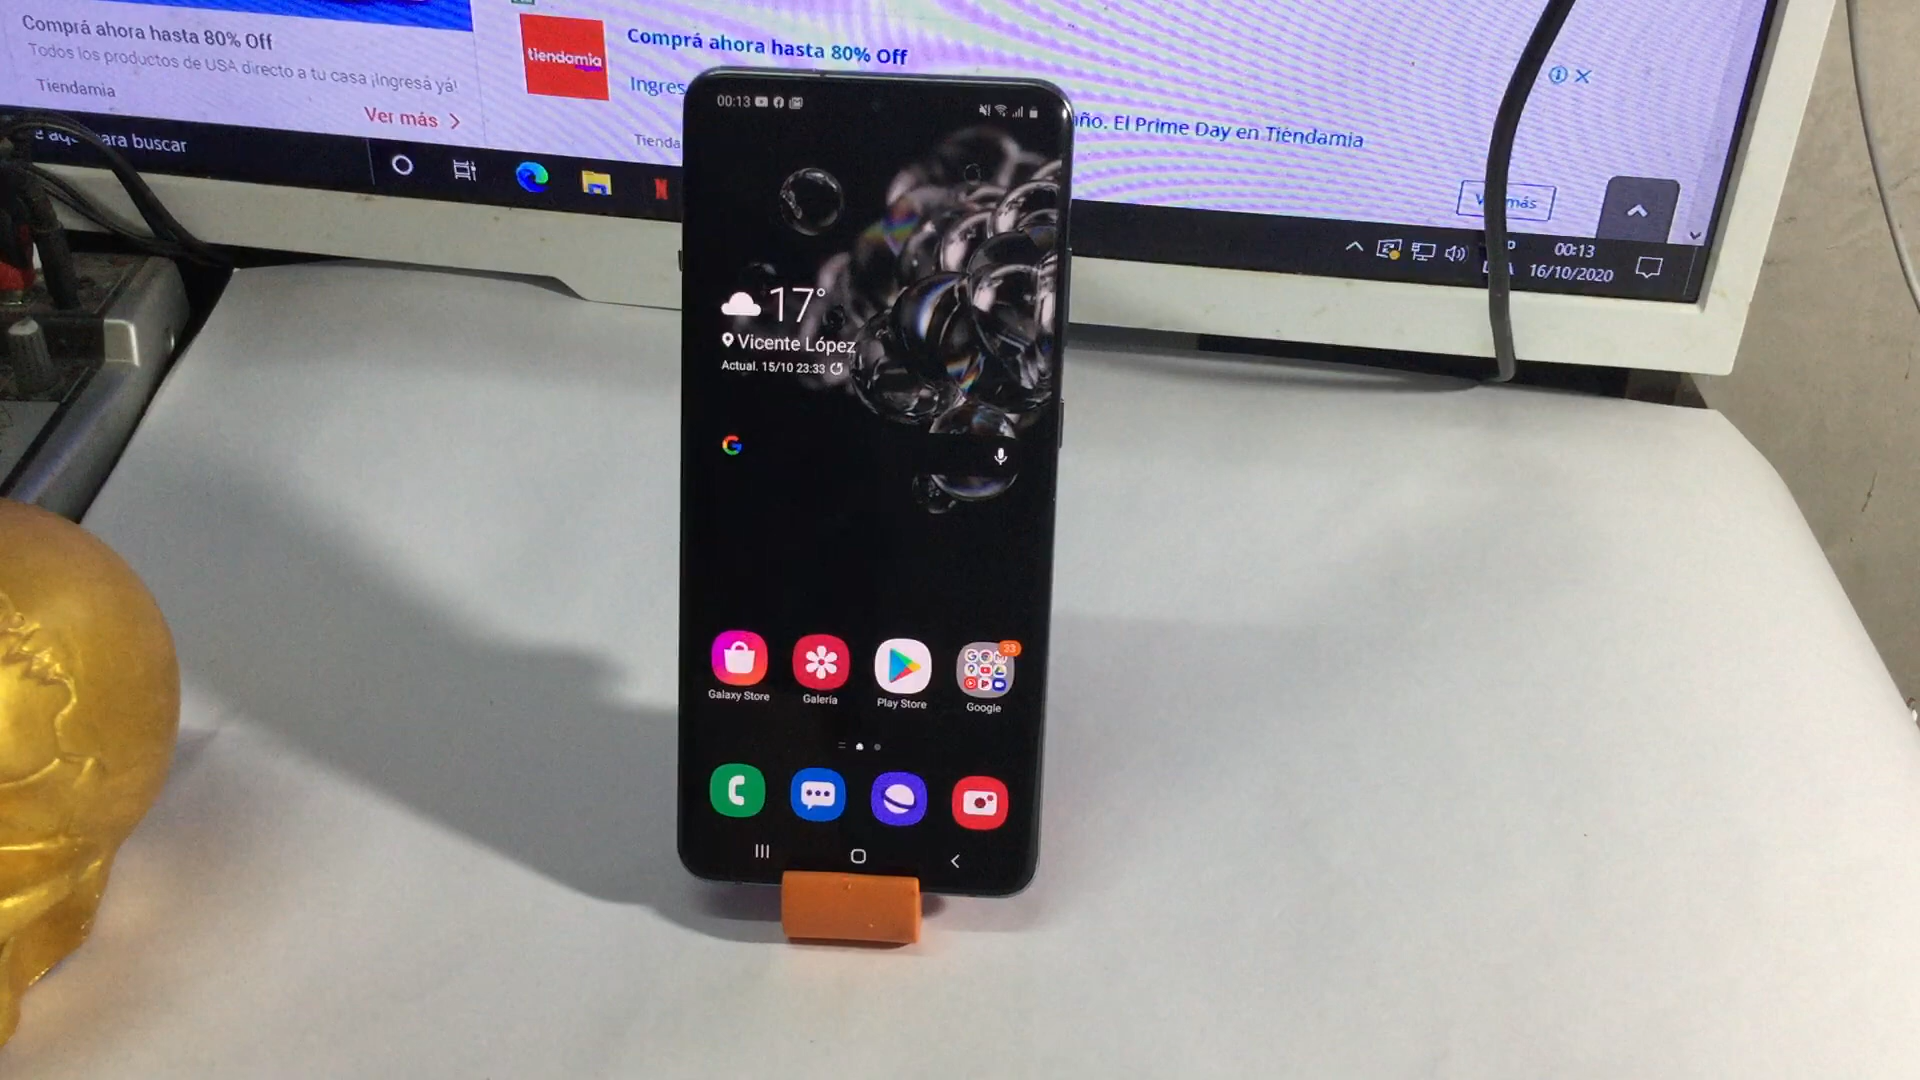 Comprá ahora hasta 80% Off
Todos los productos de USA directo a tu casa ¡Ingresá ya!
Tiendamia
Ver más
para buscar
tiendamia
Comprá ahora hasta 80% Off
Ingres
Tienda
El Prime Day en Tiendamia
más
00:13
16/10/2020
00:13
17°
Vicente López
Actual. 15/10 23:33
G
33
Galaxy Store
Galería
Play Store
Google